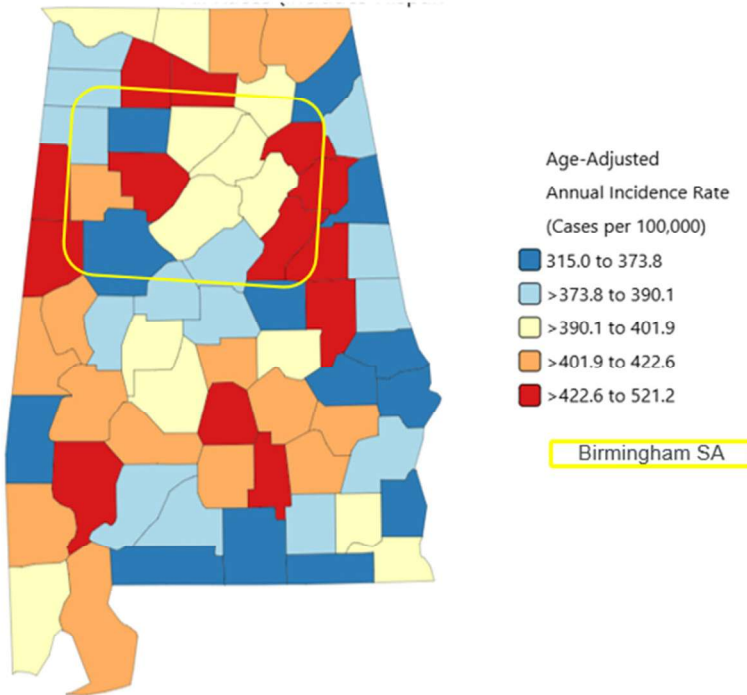 Age-Adjusted
Annual Incidence Rate
(Cases per 100,000)
315.0 to 373.8
>373.8 to 390.1
>390.1 to 401.9
>401.9 to 422.6
>422.6 to 521.2
Birmingham SA